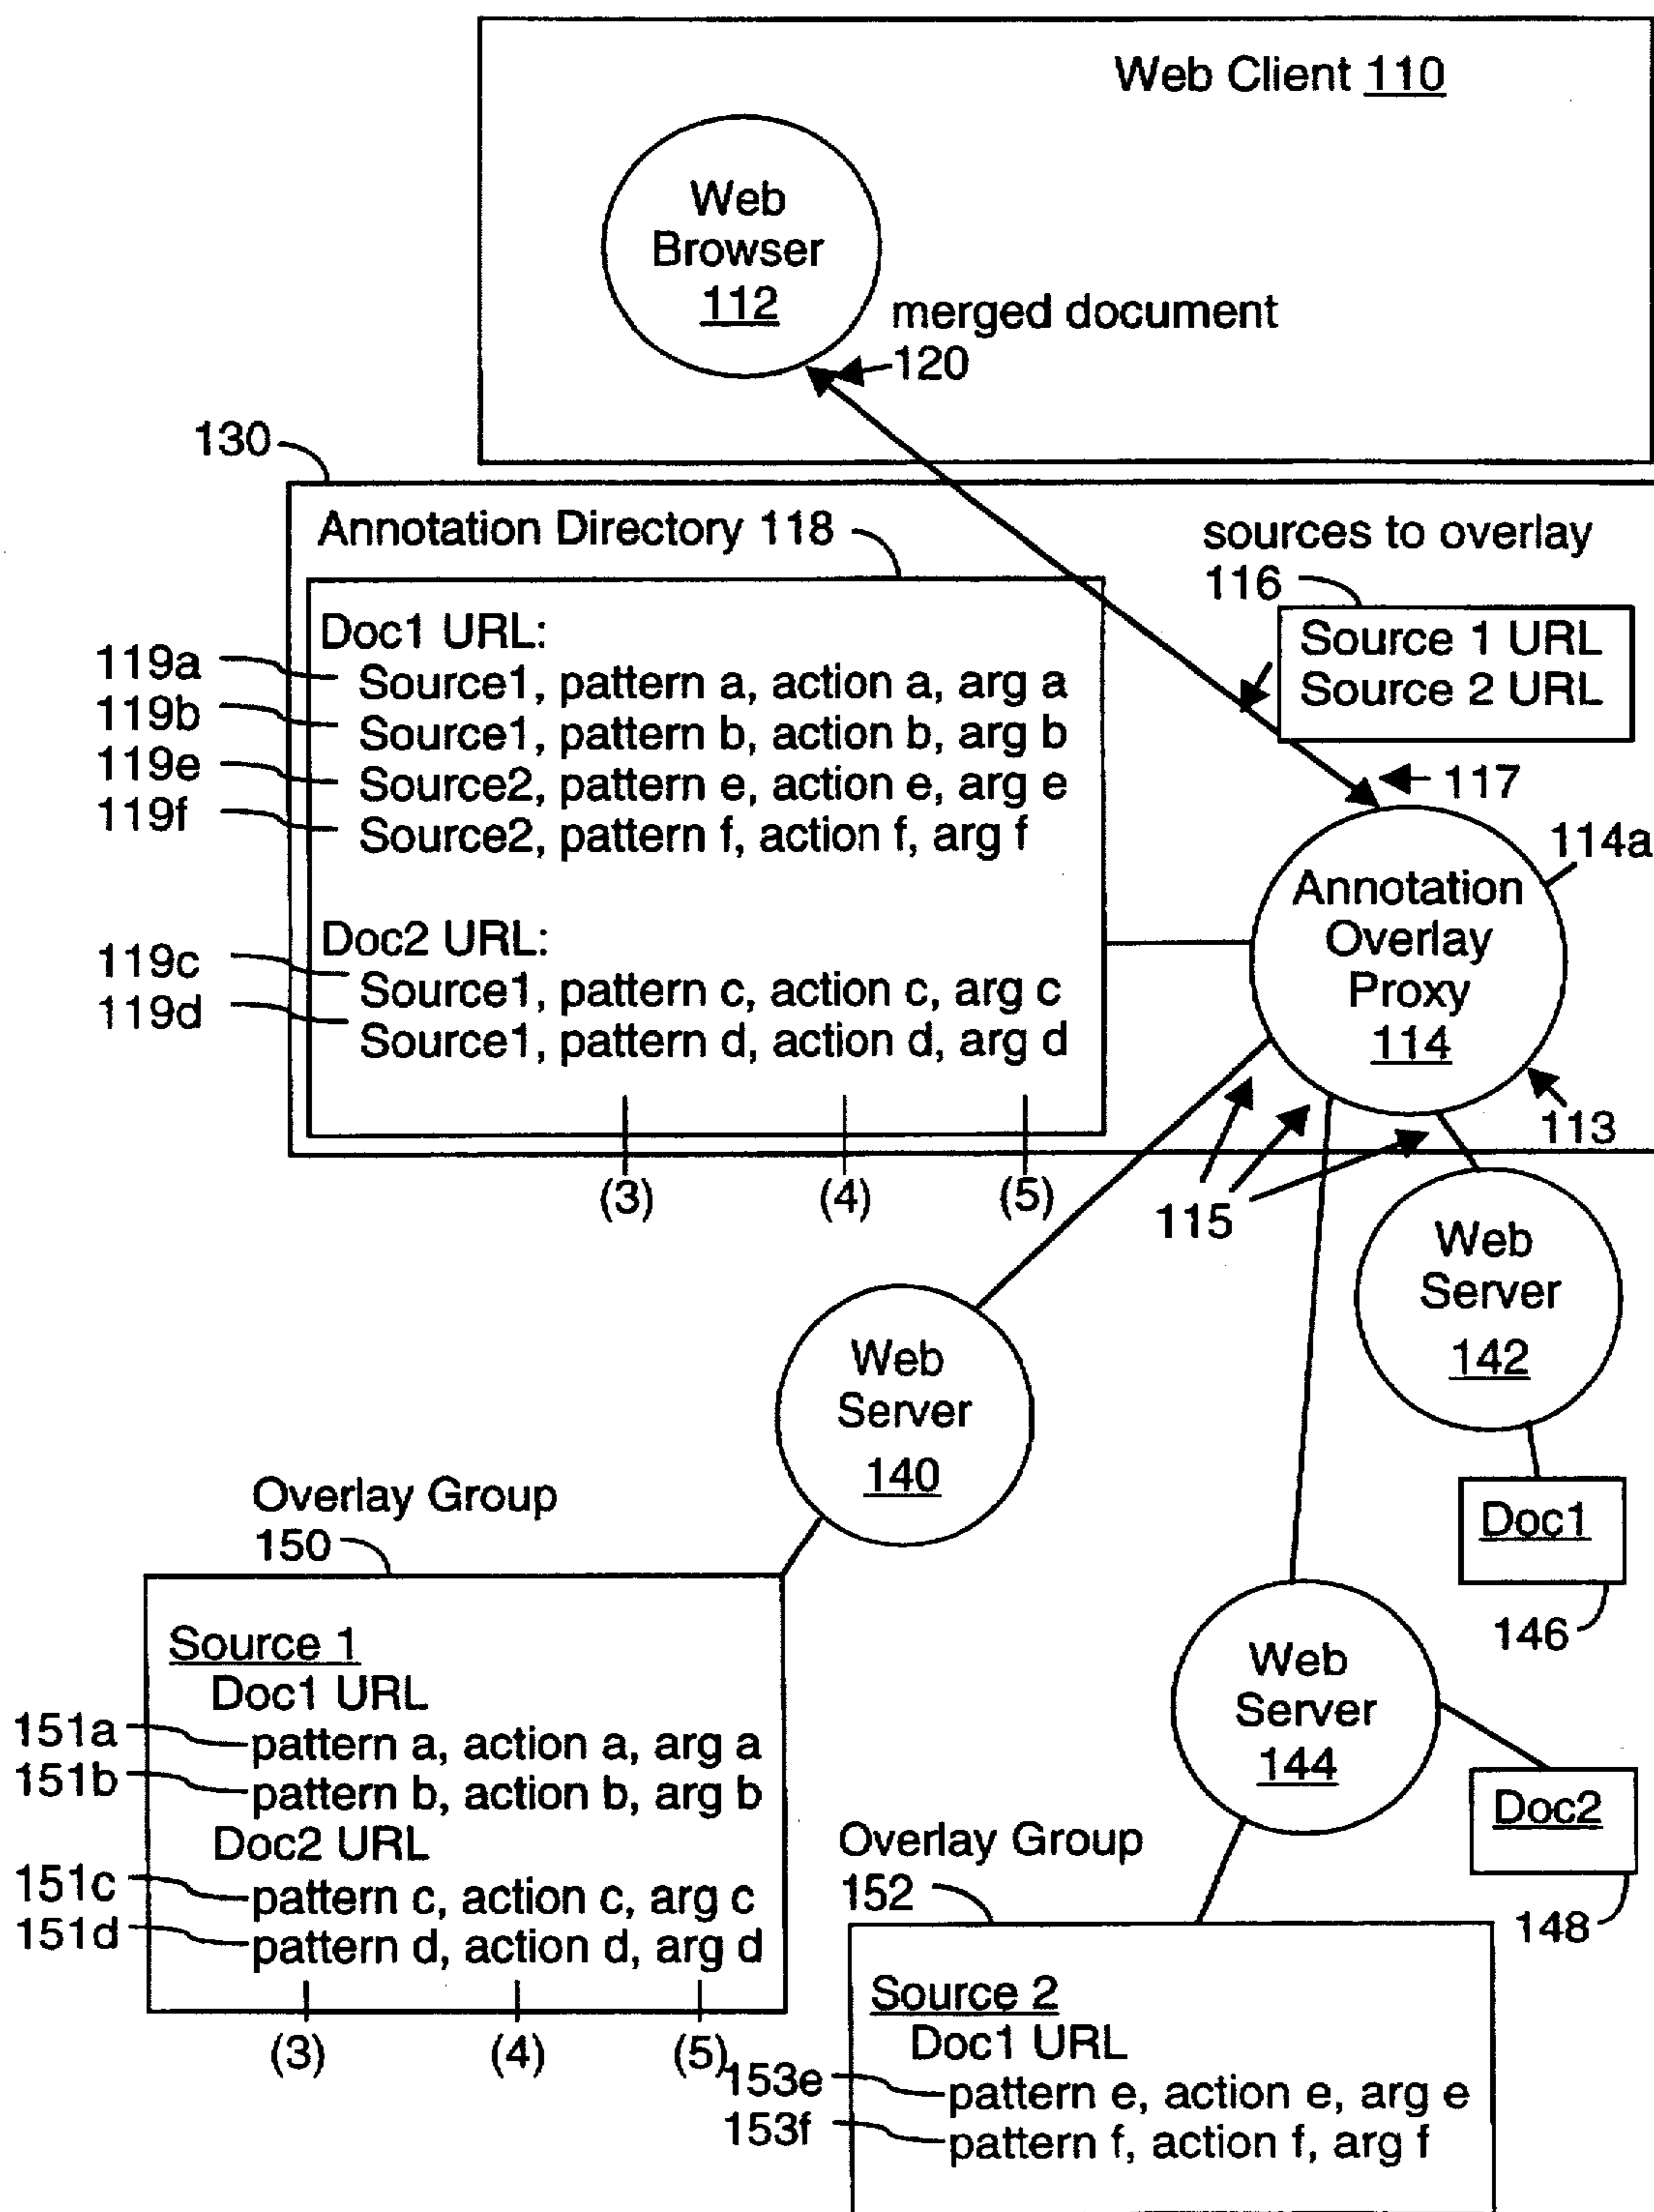 Web Client 110
Web
Browser
112
merged document
120
130
Annotation Directory 118
sources to overlay
116
Source 1 URL
Source 2 URL
Doc1 URL:
119a
Source1, pattern a, action a, arg a
119b
Source1, pattern b, action b, arg b
119e
Source2, pattern e, action e, arg e
119f
Source2, pattern f, action f, arg f
117
114a
Annotation
Overlay
Proxy
114
Doc2 URL:
119c
Source1, pattern c, action c, arg c
119d
Source1, pattern d, action d, arg d
113
(3) (4) (5)
115
Web
Server
142
Web
Server
140
Doc1
146
Overlay Group
150
Source 1
Doc1 URL
151a
pattern a, action a, arg a
151b
pattern b, action b, arg b
Doc2 URL
151c
pattern c, action c, arg c
151d
pattern d, action d, arg d
(3) (4) (5)
Web
Server
144
Doc2
148
Overlay Group
152
Source 2
Doc1 URL
153e
pattern e, action e, arg e
153f
pattern f, action f, arg f